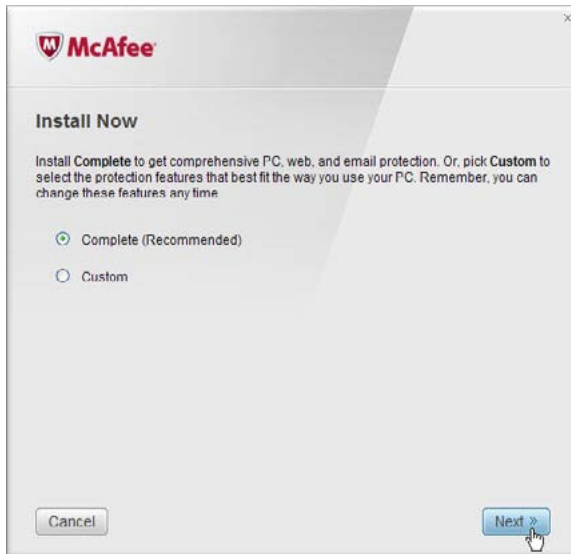 McAfee
Install Now
Install Complete to get comprehensive PC, web, and email protection. Or, pick Custom to
select the protection features that best fit the way you use your PC. Remember, you can
change these features any time
Complete (Recommended)
Custom
Cancel
Next »